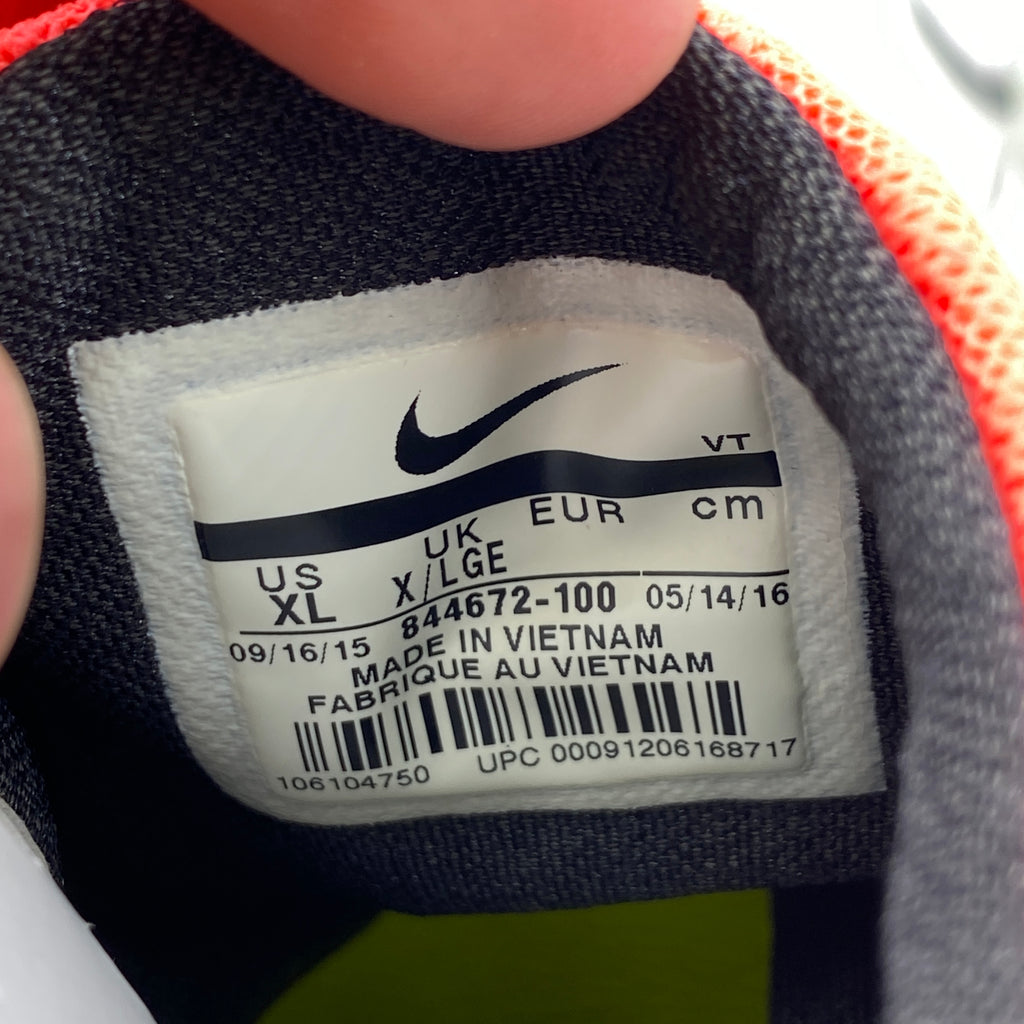 VT
US UK EUR cm
XL X/LGE
09/16/15 844672-100 05/14/16
MADE IN VIETNAM
FABRIQUE AU VIETNAM
106104750 UPC 00091206168717